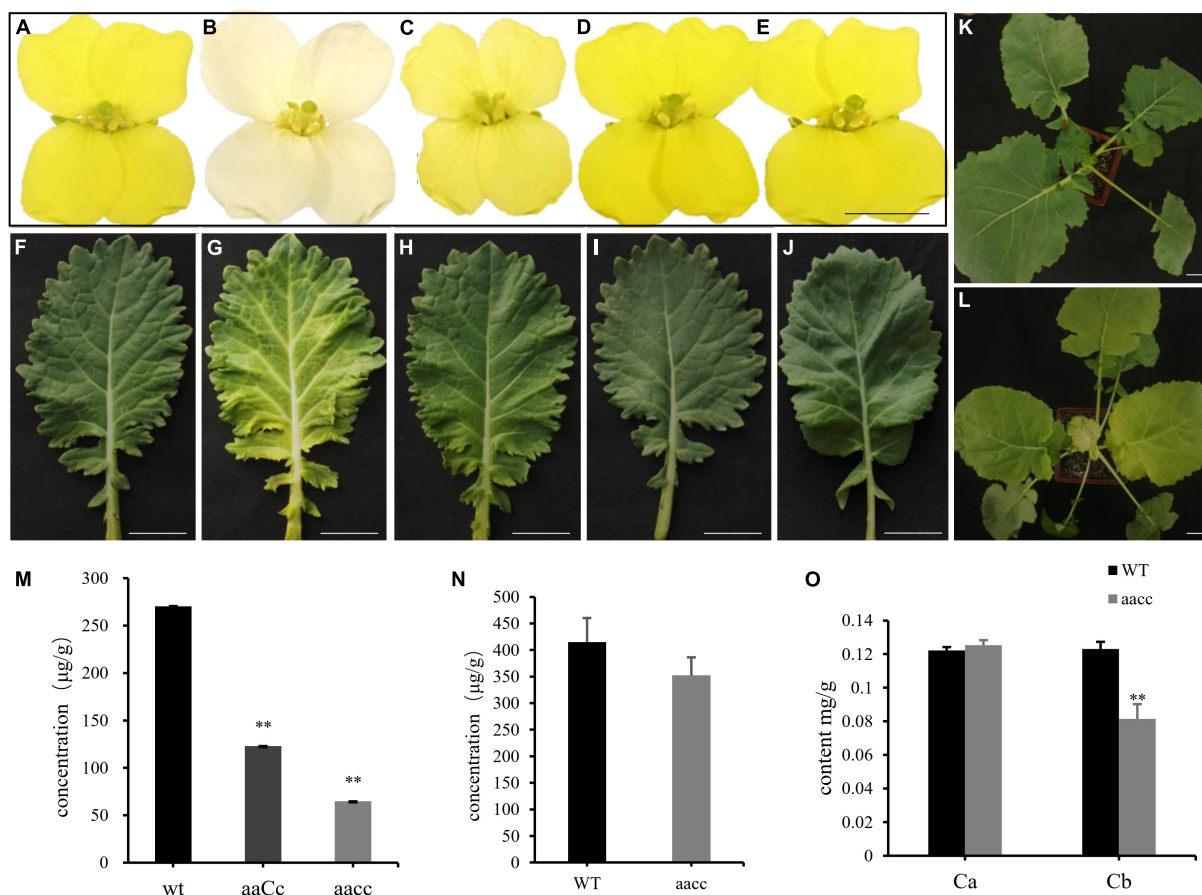 A B C D E K
F G H I J
L
M
concentration (μg/g)
300
250
200
150
100
50
0
**
**
wt aaCc aacc
N
concentration (μg/g)
500
450
400
350
300
250
200
150
100
50
0
WT aacc
O
WT
aacc
content mg/g
0.14
0.12
0.1
0.08
0.06
0.04
0.02
0
**
Ca Cb